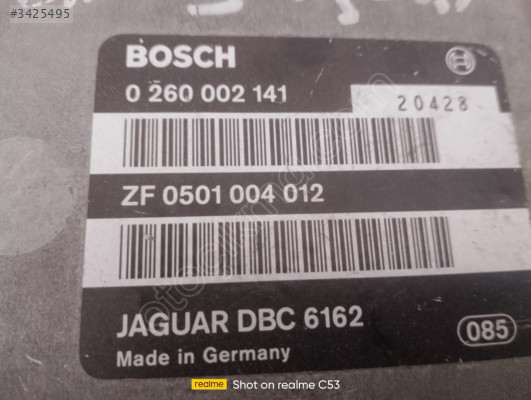 #3425495
BOSCH
0 260 002 141
20428
ZF 0501 004 012
JAGUAR DBC 6162
085
Made in Germany
realme Shot on realme C53